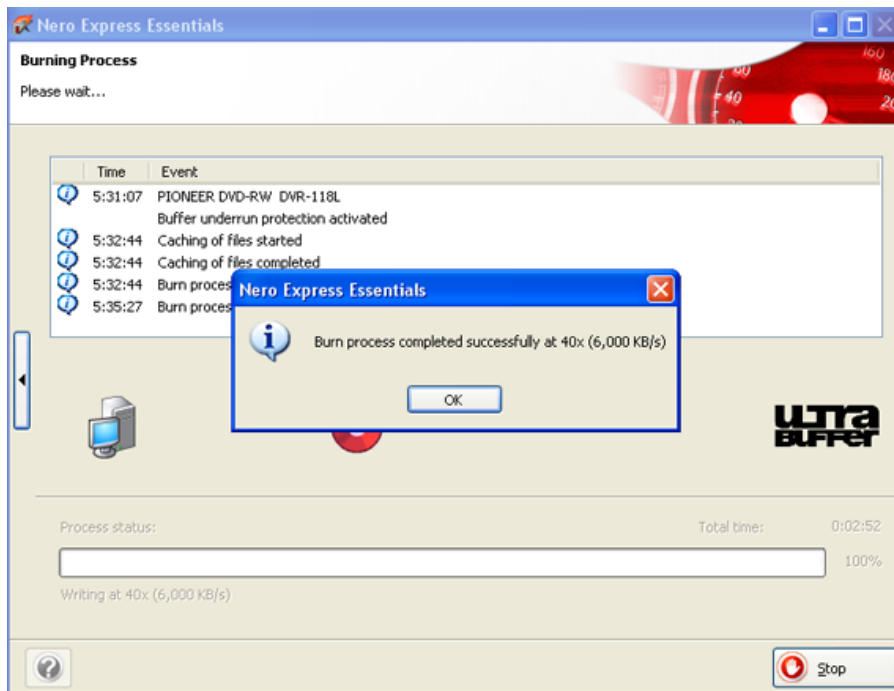 Nero Express Essentials
Burning Process
Please wait...
160
180
80
40
20
Time Event
5:31:07 PIONEER DVD-RW DVR-118L
Buffer underrun protection activated
5:32:44 Caching of files started
5:32:44 Caching of files completed
5:32:44 Burn proces
5:35:27 Burn proces
Nero Express Essentials
Burn process completed successfully at 40x (6,000 KB/s)
OK
ULTRA
BUFFER
Process status: Total time: 0:02:52
100%
Writing at 40x (6,000 KB/s)
Stop